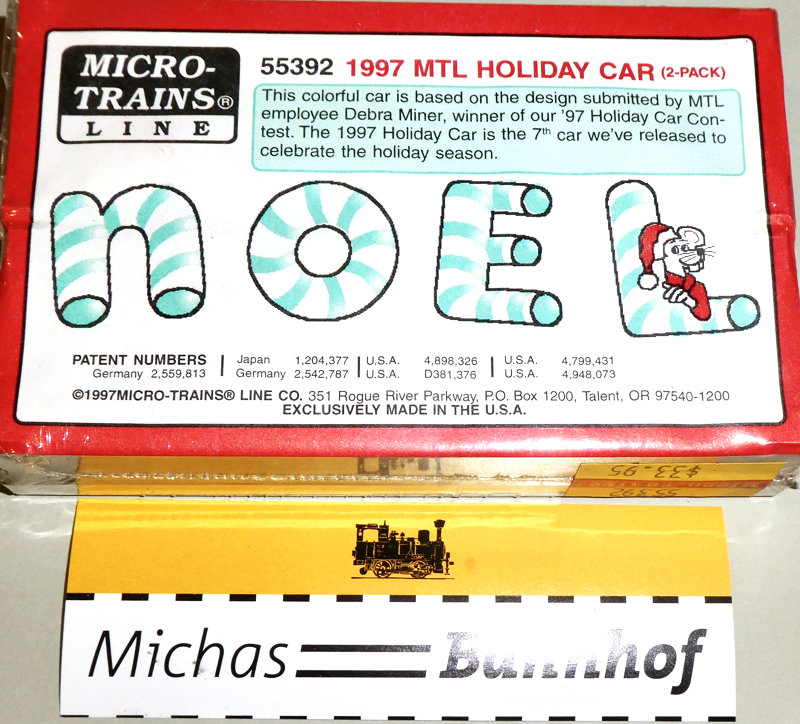 MICRO-
TRAINS®
LINE
55392 1997 MTL HOLIDAY CAR (2-PACK)
This colorful car is based on the design submitted by MTL
employee Debra Miner, winner of our '97 Holiday Car Con-
test. The 1997 Holiday Car is the 7th car we've released to
celebrate the holiday season.
nOEL
PATENT NUMBERS | Japan 1,204,377 | U.S.A. 4,898,326 | U.S.A. 4,799,431
Germany 2,559,813 | Germany 2,542,787 | U.S.A. D381,376 | U.S.A. 4,948,073
©1997MICRO-TRAINS® LINE CO. 351 Rogue River Parkway, P.O. Box 1200, Talent, OR 97540-1200
EXCLUSIVELY MADE IN THE U.S.A.
$33.95
55392
Michas Bahnhof